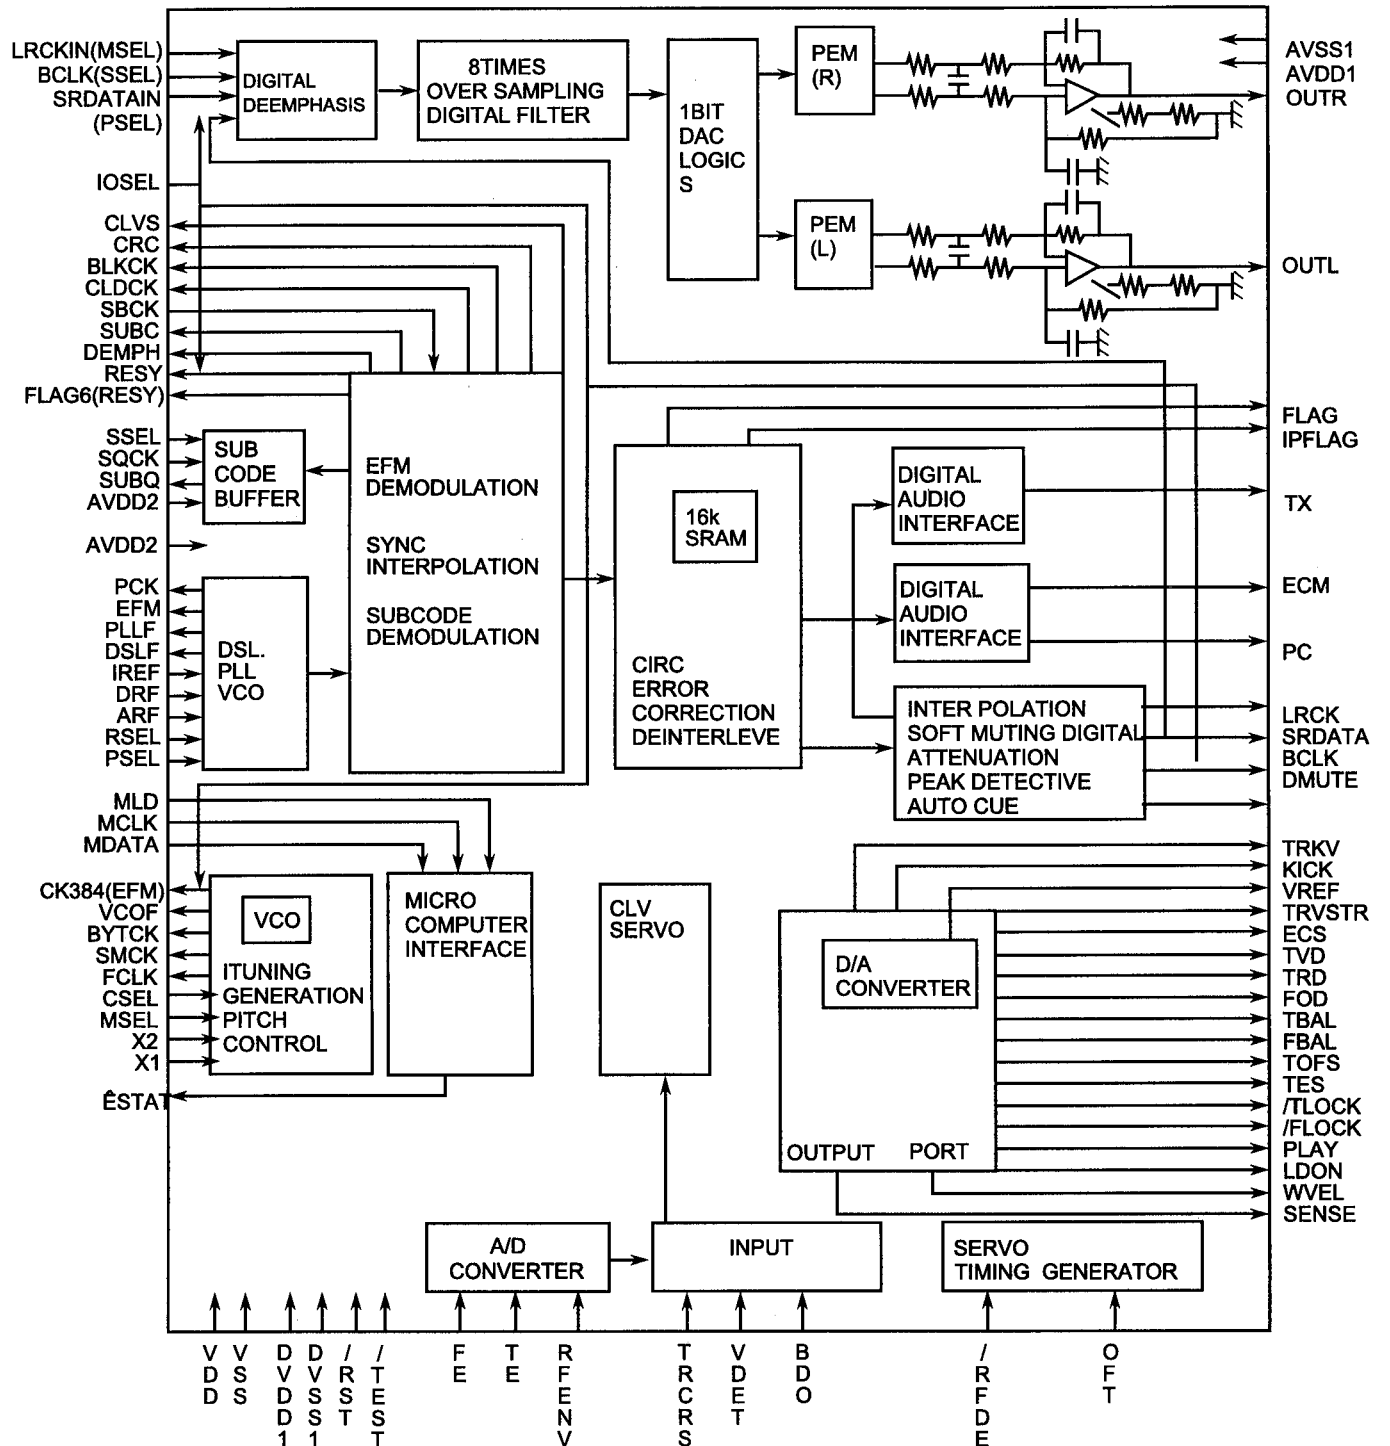 LRCKIN(MSEL)
BCLK(SSEL)
SRDATAIN
(PSEL)
IOSEL
CLVS
CRC
BLKCK
CLDCK
SBCK
SUBC
DEMPH
RESY
FLAG6(RESY)
SSEL
SQCK
SUBQ
AVDD2
AVDD2
PCK
EFM
PLLF
DSLF
IREF
DRF
ARF
RSEL
PSEL
MLD
MCLK
MDATA
CK384(EFM)
VCOF
BYTCK
SMCK
FCLK
CSEL
MSEL
X2
X1
ÊSTAT
DIGITAL
DEEMPHASIS
8TIMES
OVER SAMPLING
DIGITAL FILTER
1BIT
DAC
LOGIC
S
PEM
(R)
PEM
(L)
SUB
CODE
BUFFER
EFM
DEMODULATION
SYNC
INTERPOLATION
SUBCODE
DEMODULATION
DSL.
PLL
VCO
16k
SRAM
CIRC
ERROR
CORRECTION
DEINTERLEVE
DIGITAL
AUDIO
INTERFACE
DIGITAL
AUDIO
INTERFACE
INTER POLATION
SOFT MUTING DIGITAL
ATTENUATION
PEAK DETECTIVE
AUTO CUE
VCO
ITUNING
GENERATION
PITCH
CONTROL
MICRO
COMPUTER
INTERFACE
CLV
SERVO
D/A
CONVERTER
OUTPUT PORT
A/D
CONVERTER
INPUT
SERVO
TIMING GENERATOR
AVSS1
AVDD1
OUTR
OUTL
FLAG
IPFLAG
TX
ECM
PC
LRCK
SRDATA
BCLK
DMUTE
TRKV
KICK
VREF
TRVSTR
ECS
TVD
TRD
FOD
TBAL
FBAL
TOFS
TES
/TLOCK
/FLOCK
PLAY
LDON
WVEL
SENSE
VDD
VSS
DVDD1
DVSS1
/RST
/TEST
FE
TE
RFENV
TRCRS
VDET
BDO
/RFDE
OFT